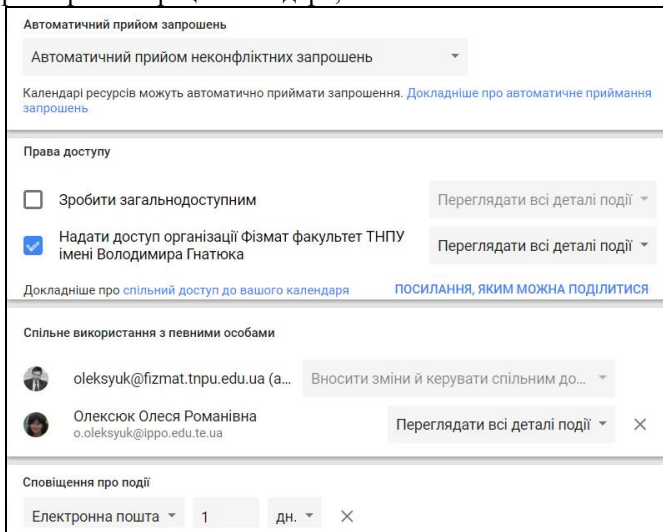 Автоматичний прийом запрошень
Автоматичний прийом неконфліктних запрошень
Календарі ресурсів можуть автоматично приймати запрошення. Докладніше про автоматичне приймання
запрошень
Права доступу
Зробити загальнодоступним Переглядати всі деталі події
Надати доступ організації Фізмат факультет ТНПУ
імені Володимира Гнатюка Переглядати всі деталі події
Докладніше про спільний доступ до вашого календаря ПОСИЛАННЯ, ЯКИМ МОЖНА ПОДІЛИТИСЯ
Спільне використання з певними особами
oleksyuk@fizmat.tnpu.edu.ua (a... Вносити зміни й керувати спільним до...
Олексюк Олеся Романівна
o.oleksyuk@ippo.edu.te.ua Переглядати всі деталі події
Сповіщення про події
Електронна пошта 1 дн.